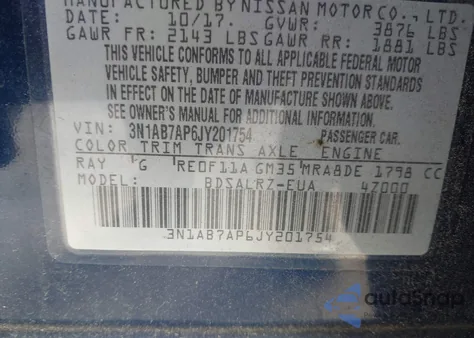 MANUFACTURED BY NISSAN MOTOR CO., LTD.
DATE: 10/17. GVWR: 3876 LBS
GAWR FR: 2143 LBS GAWR RR: 1881 LBS
THIS VEHICLE CONFORMS TO ALL APPLICABLE FEDERAL MOTOR
VEHICLE SAFETY, BUMPER AND THEFT PREVENTION STANDARDS
IN EFFECT ON THE DATE OF MANUFACTURE SHOWN ABOVE.
SEE OWNER'S MANUAL FOR ADDITIONAL INFORMATION.
VIN: 3N1AB7AP6JY201754 PASSENGER CAR.
COLOR TRIM TRANS AXLE ENGINE
RAY G RE0F11A GM35 MRA8DE 1798 CC
MODEL: BDSALRZ-EUA 47000
3N1AB7AP6JY201754
autoSnap